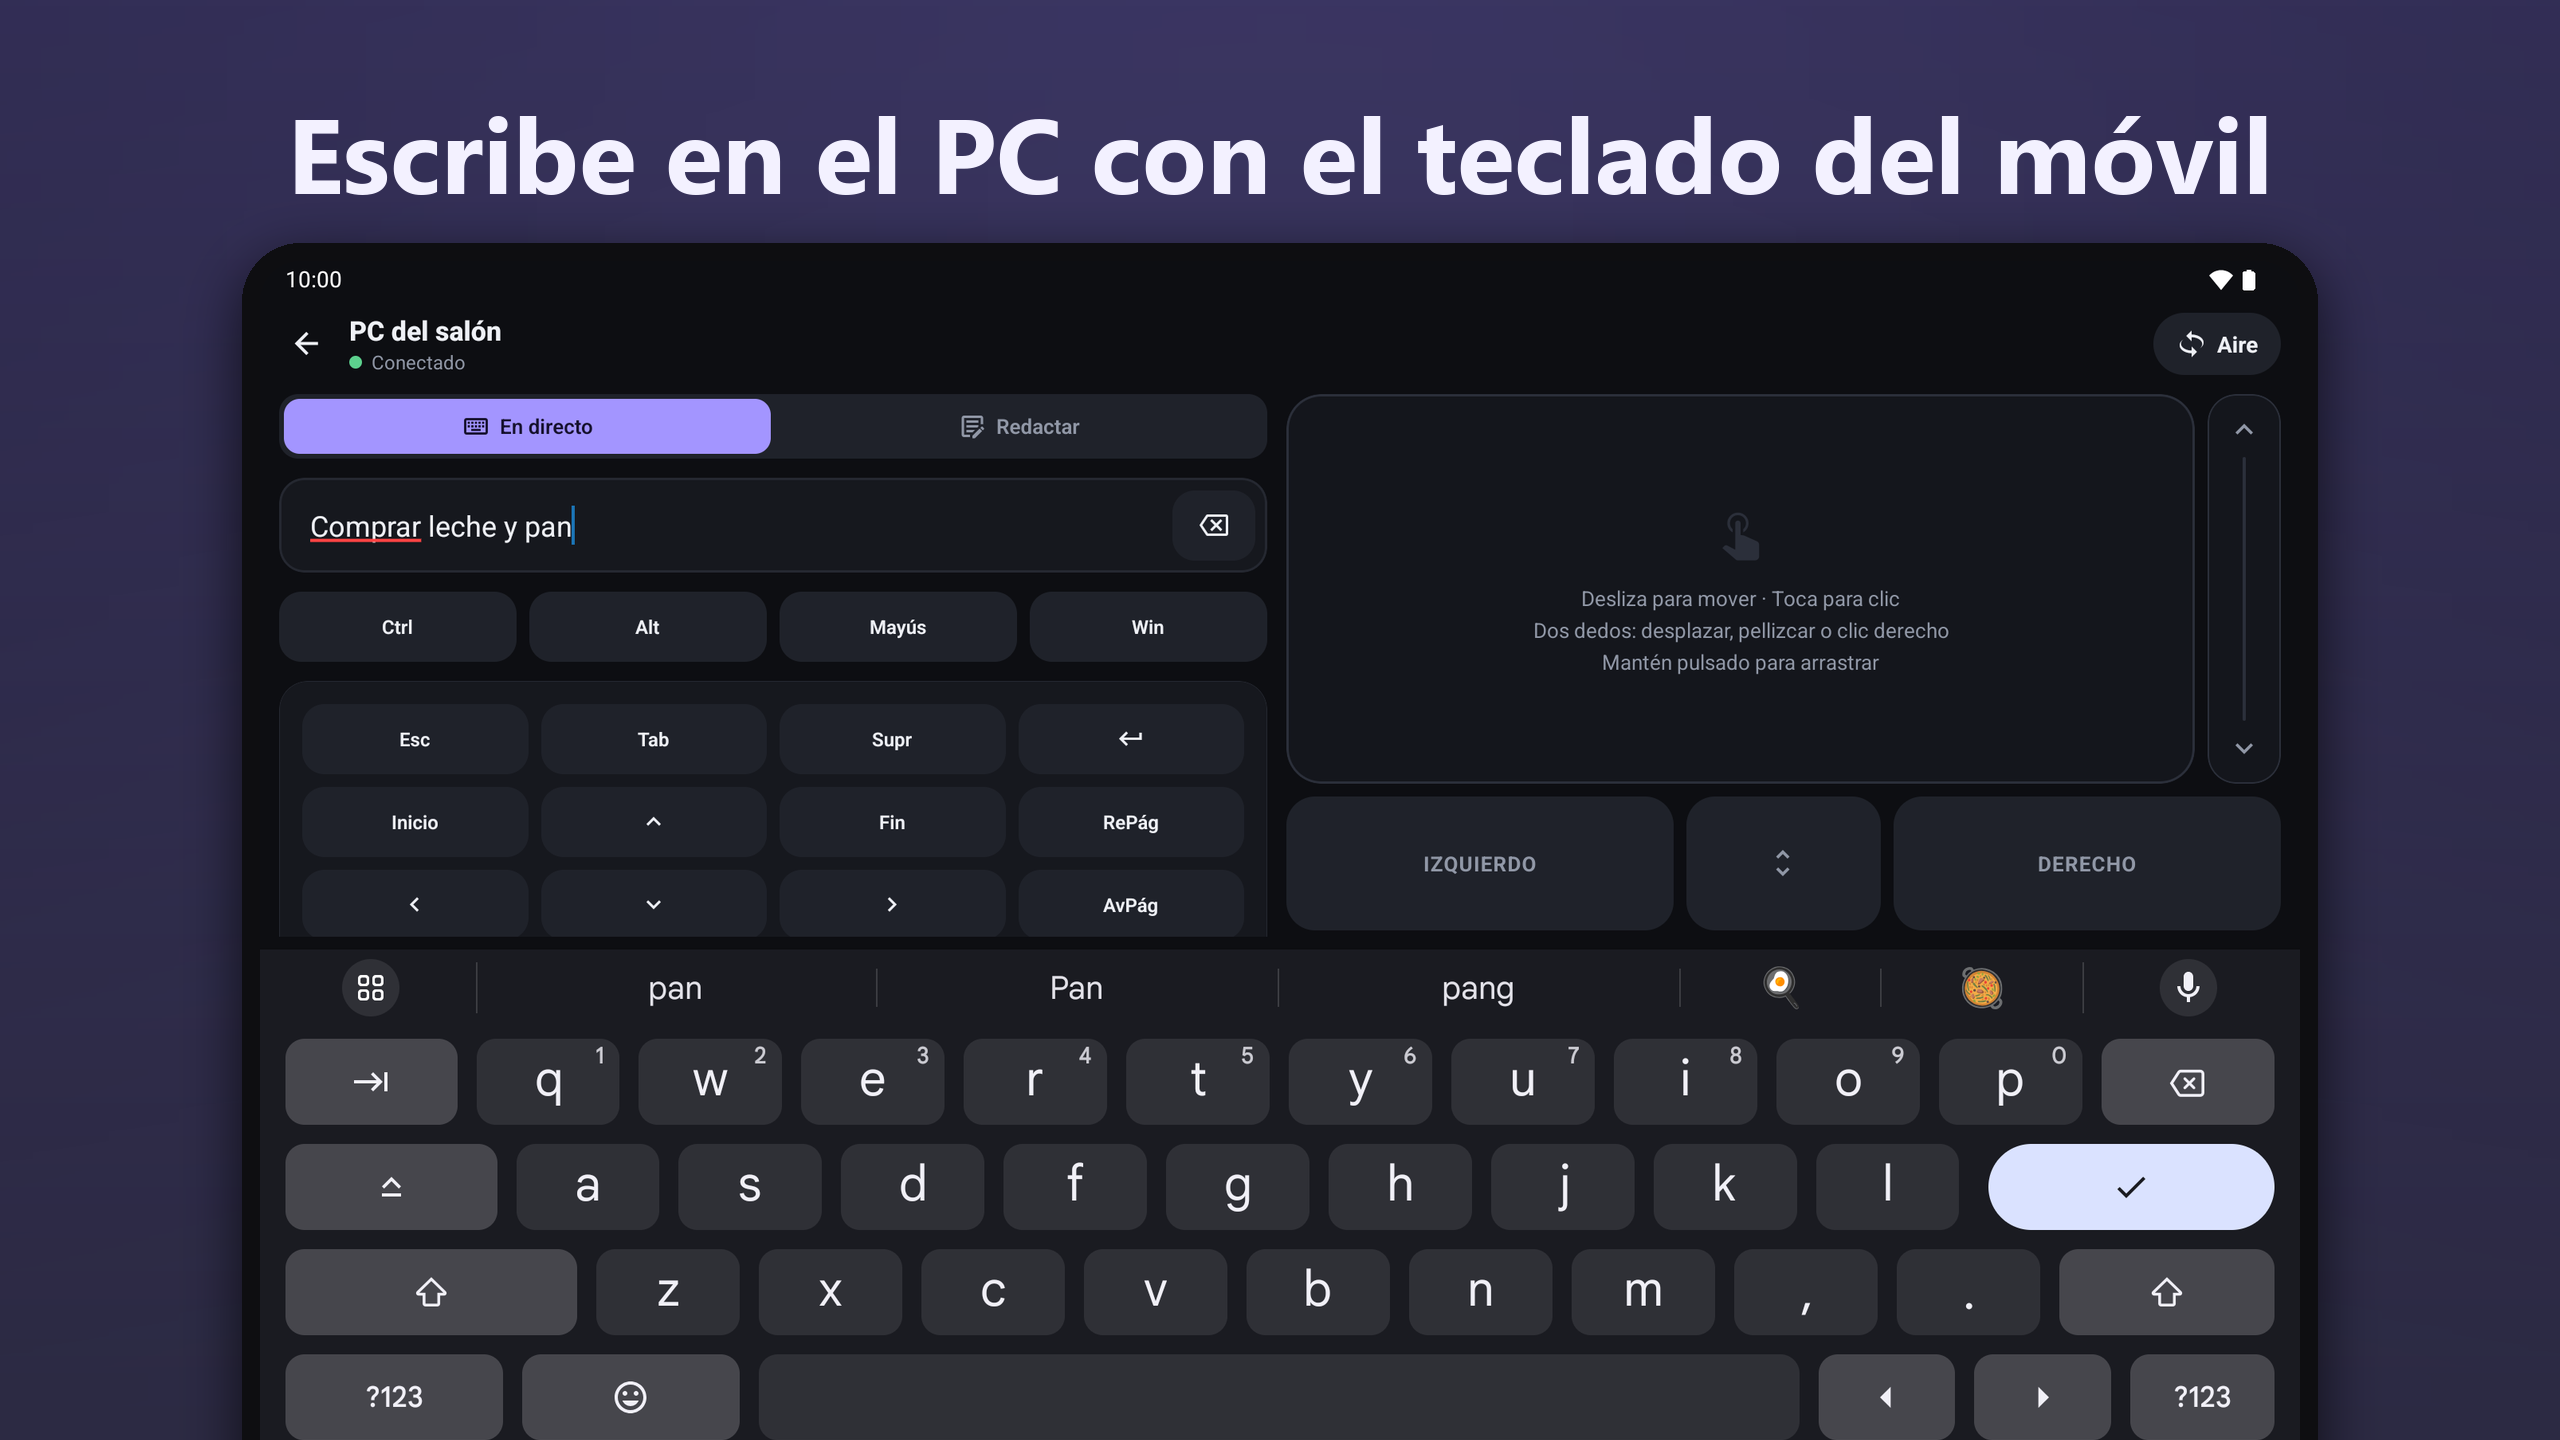 Escribe en el PC con el teclado del móvil
10:00
PC del salón
Conectado
Aire
En directo
Redactar
Comprar leche y pan
Ctrl
Alt
Mayús
Win
Esc
Tab
Supr
Inicio
Fin
RePág
AvPág
Desliza para mover · Toca para clic
Dos dedos: desplazar, pellizcar o clic derecho
Mantén pulsado para arrastrar
IZQUIERDO
DERECHO
pan
Pan
pang
q 1 w 2 e 3 r 4 t 5 y 6 u 7 i 8 o 9 p 0
a s d f g h j k l
z x c v b n m , .
?123
?123